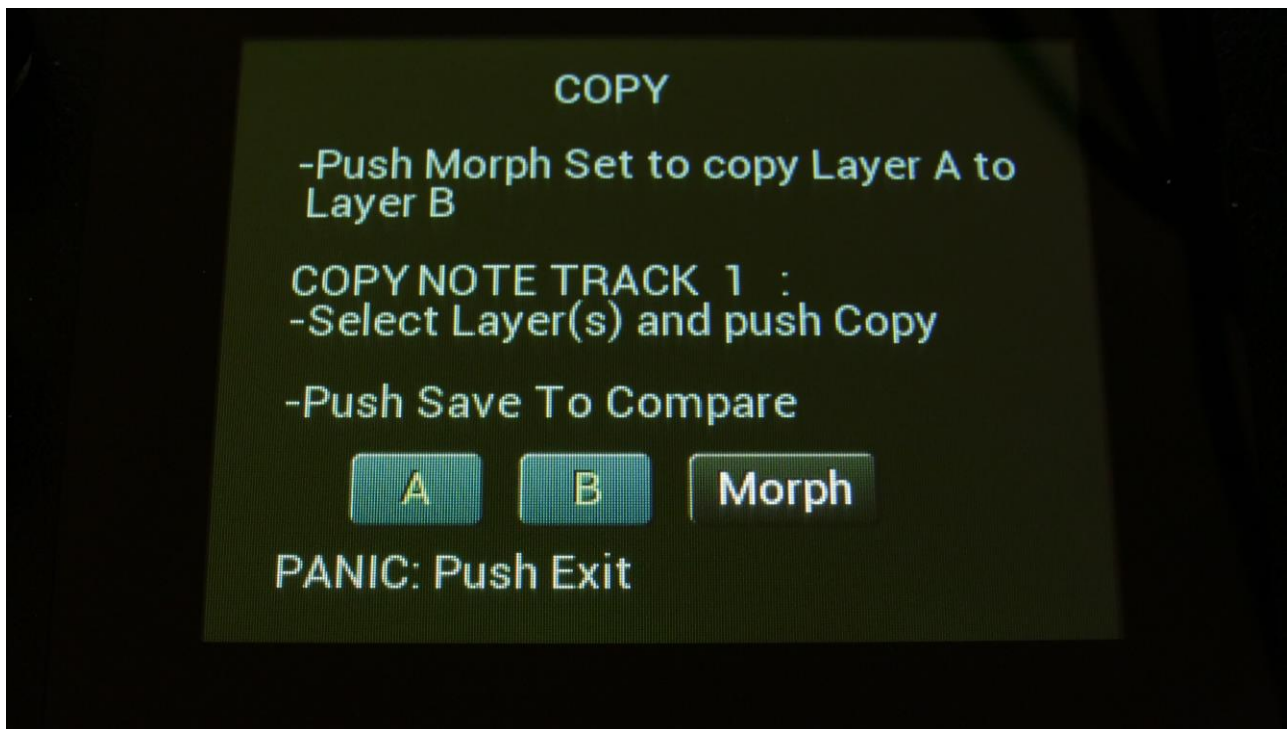 COPY
-Push Morph Set to copy Layer A to
Layer B
COPY NOTE TRACK 1 :
-Select Layer(s) and push Copy
-Push Save To Compare
A B Morph
PANIC: Push Exit